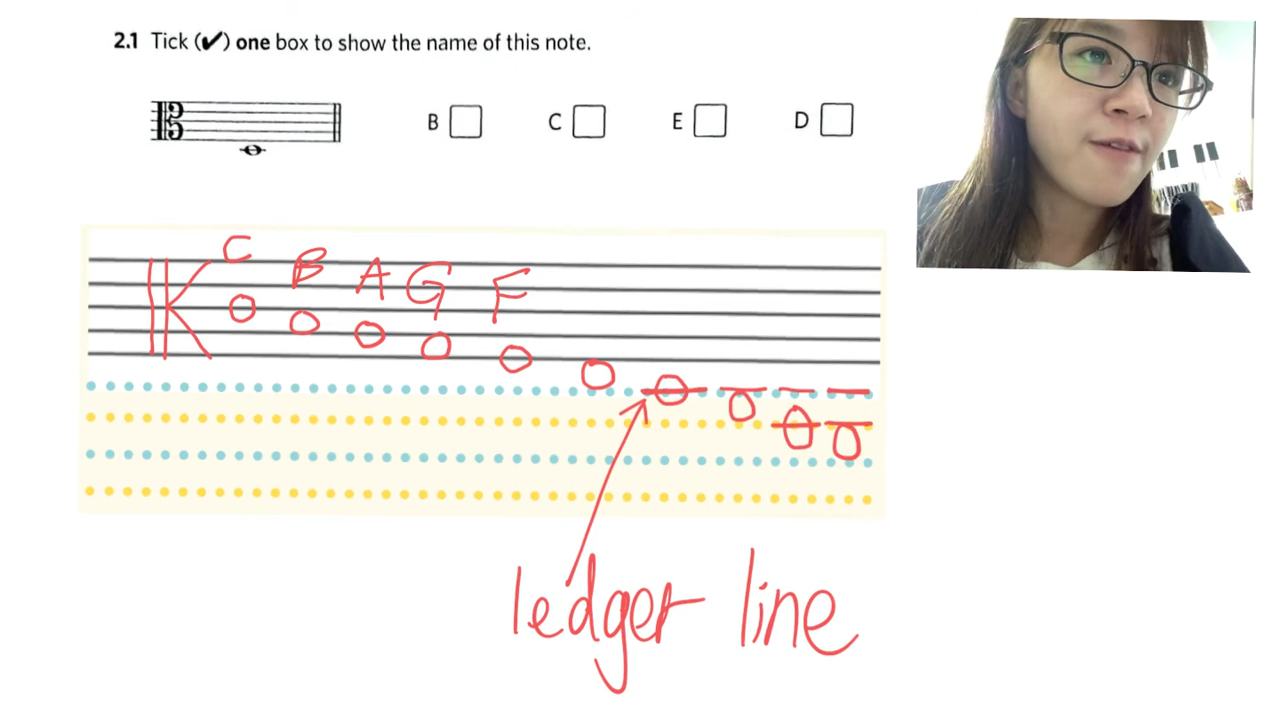 2.1 Tick (✔) one box to show the name of this note.
B C E D
C B A G F
ledger line